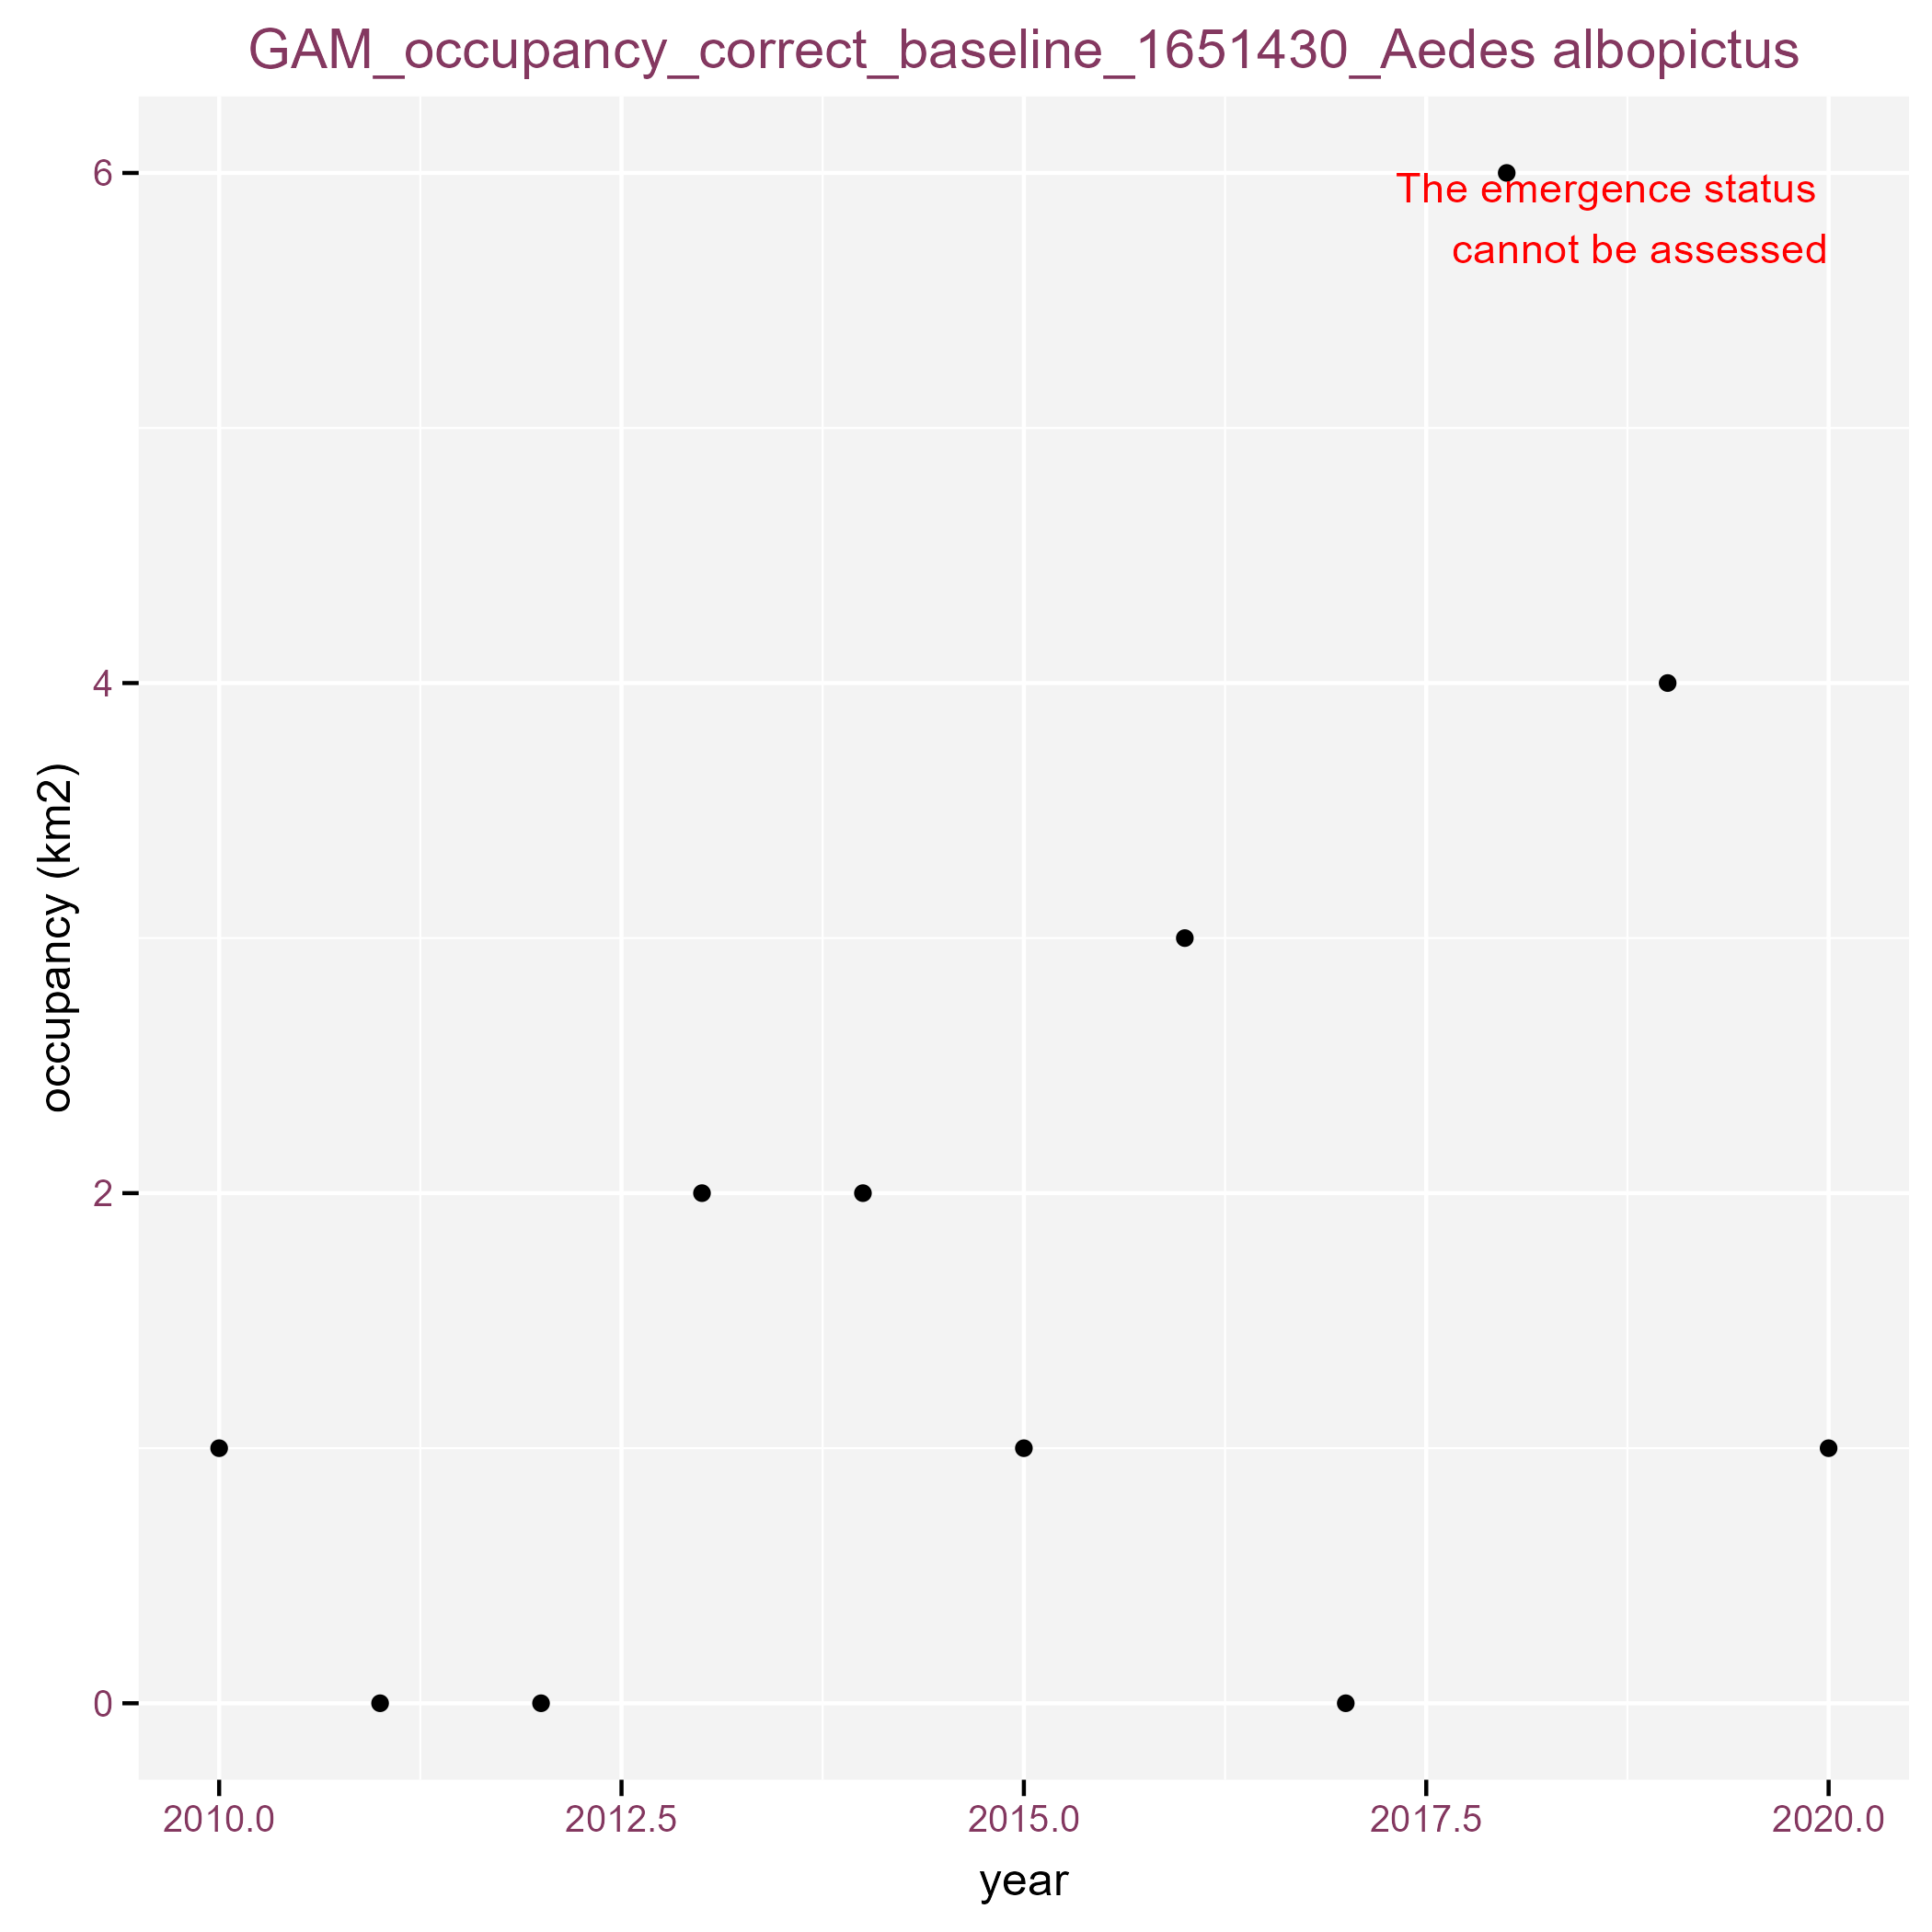 GAM_occupancy_correct_baseline_1651430_Aedes albopictus
6
The emergence status
cannot be assessed
4
occupancy (km2)
2
0
2010.0 2012.5 2015.0 2017.5 2020.0
year